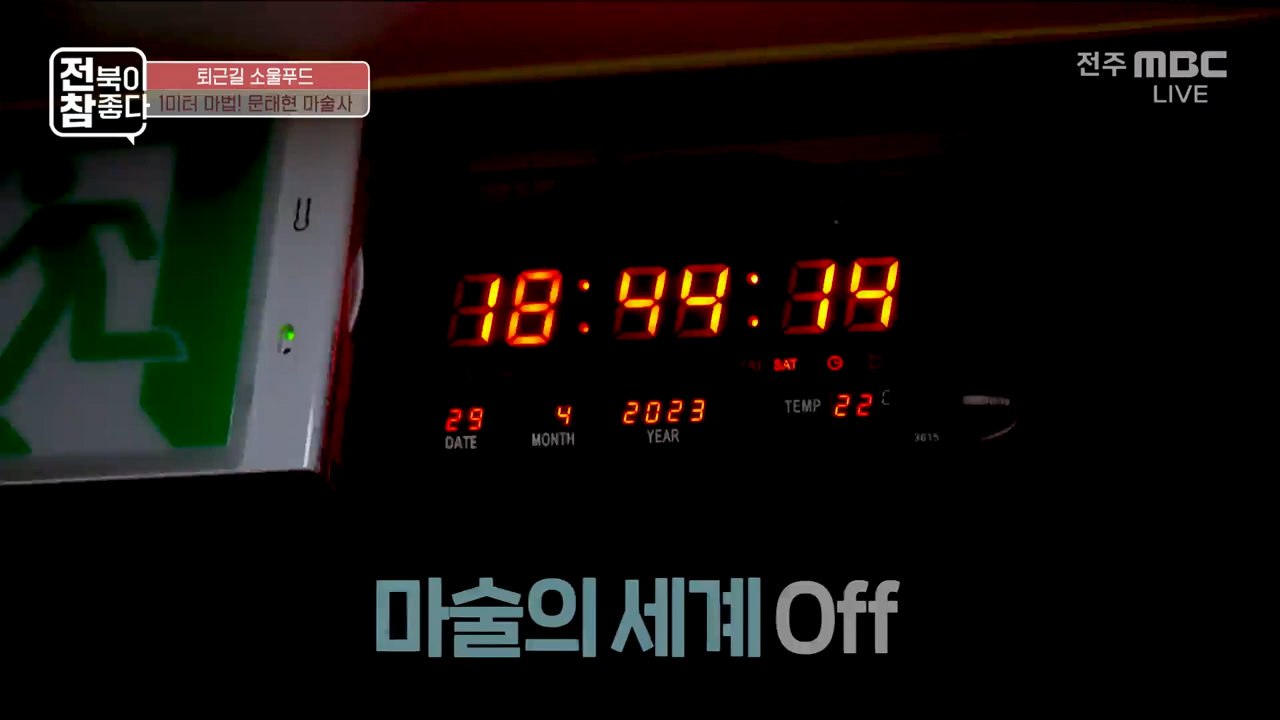 전북이
참좋다
퇴근길 소울푸드
1미터 마법! 문태현 마술사
전주 MBC
LIVE
18:44:14
SAT
29 4 2023 TEMP 22
DATE MONTH YEAR
3615
마술의 세계 Off